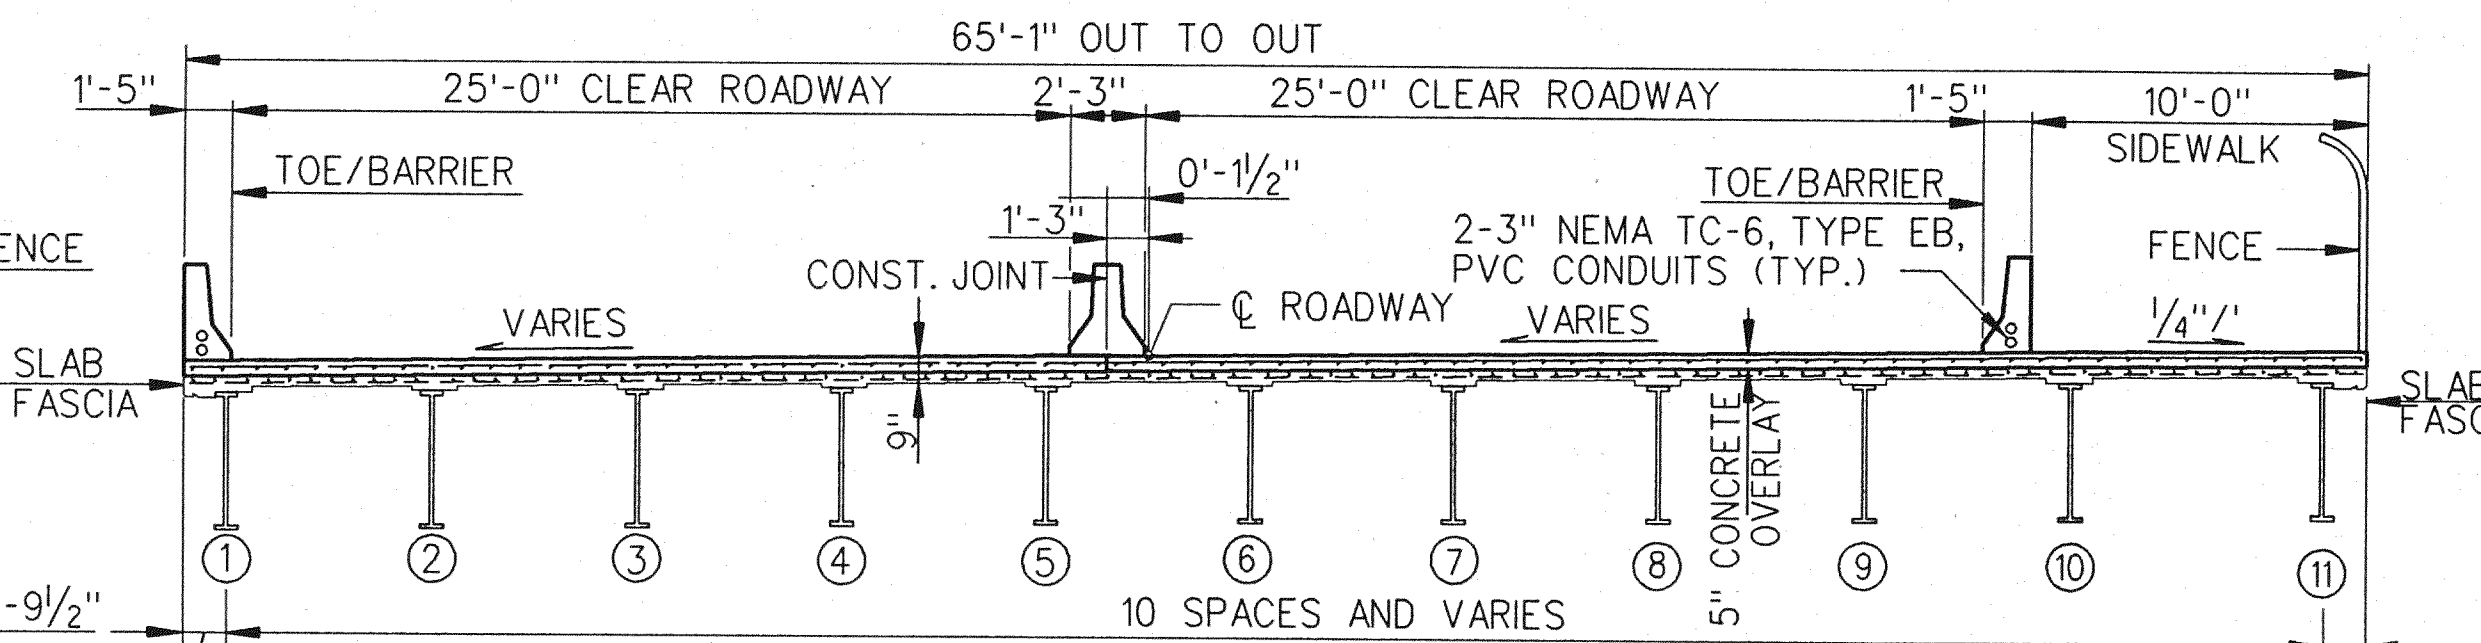 65'-1" OUT TO OUT
1'-5"
25'-0" CLEAR ROADWAY
2'-3"
25'-0" CLEAR ROADWAY
1'-5"
10'-0"
SIDEWALK
TOE/BARRIER
0'-1½"
TOE/BARRIER
1'-3"
2-3" NEMA TC-6, TYPE EB,
PVC CONDUITS (TYP.)
ENCE
FENCE
CONST. JOINT
℄ ROADWAY
VARIES
VARIES
1/4"/'
SLAB
FASCIA
9"
5" CONCRETE
OVERLAY
SLAB
FASC
1
2
3
4
5
6
7
8
9
10
11
-9½"
10 SPACES AND VARIES